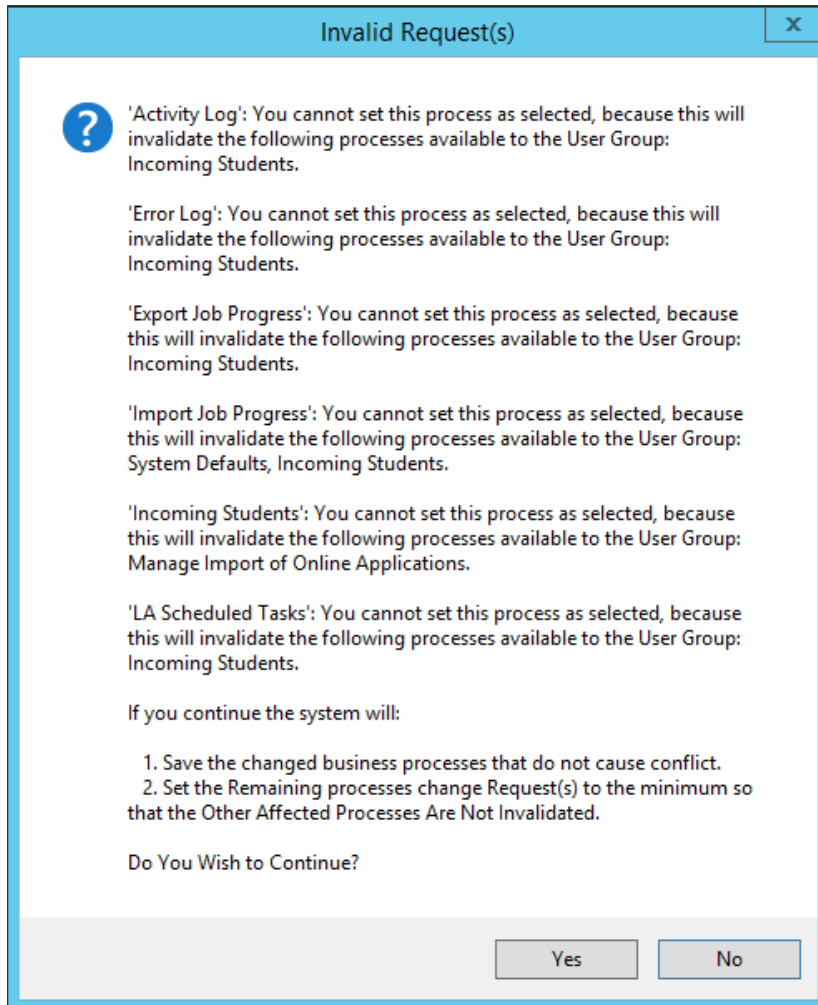 Invalid Request(s)
x
?
'Activity Log': You cannot set this process as selected, because this will
invalidate the following processes available to the User Group:
Incoming Students.
'Error Log': You cannot set this process as selected, because this will
invalidate the following processes available to the User Group:
Incoming Students.
'Export Job Progress': You cannot set this process as selected, because
this will invalidate the following processes available to the User Group:
Incoming Students.
'Import Job Progress': You cannot set this process as selected, because
this will invalidate the following processes available to the User Group:
System Defaults, Incoming Students.
'Incoming Students': You cannot set this process as selected, because
this will invalidate the following processes available to the User Group:
Manage Import of Online Applications.
'LA Scheduled Tasks': You cannot set this process as selected, because
this will invalidate the following processes available to the User Group:
Incoming Students.
If you continue the system will:
1. Save the changed business processes that do not cause conflict.
2. Set the Remaining processes change Request(s) to the minimum so
that the Other Affected Processes Are Not Invalidated.
Do You Wish to Continue?
Yes
No